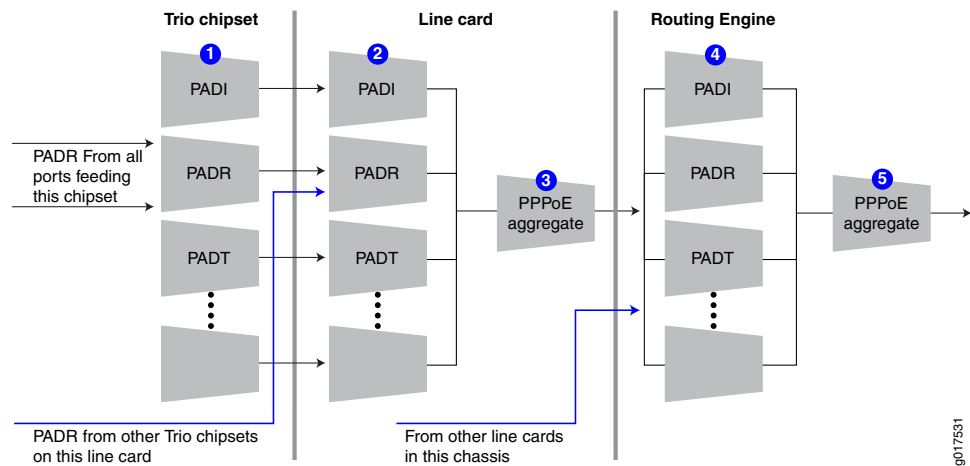 Trio chipset
Line card
Routing Engine
1
2
4
PADI
PADI
PADI
PADR From all
ports feeding
this chipset
PADR
PADR
PADR
3
PPPoE
aggregate
5
PPPoE
aggregate
PADT
PADT
PADT
PADR from other Trio chipsets
on this line card
From other line cards
in this chassis
g017531